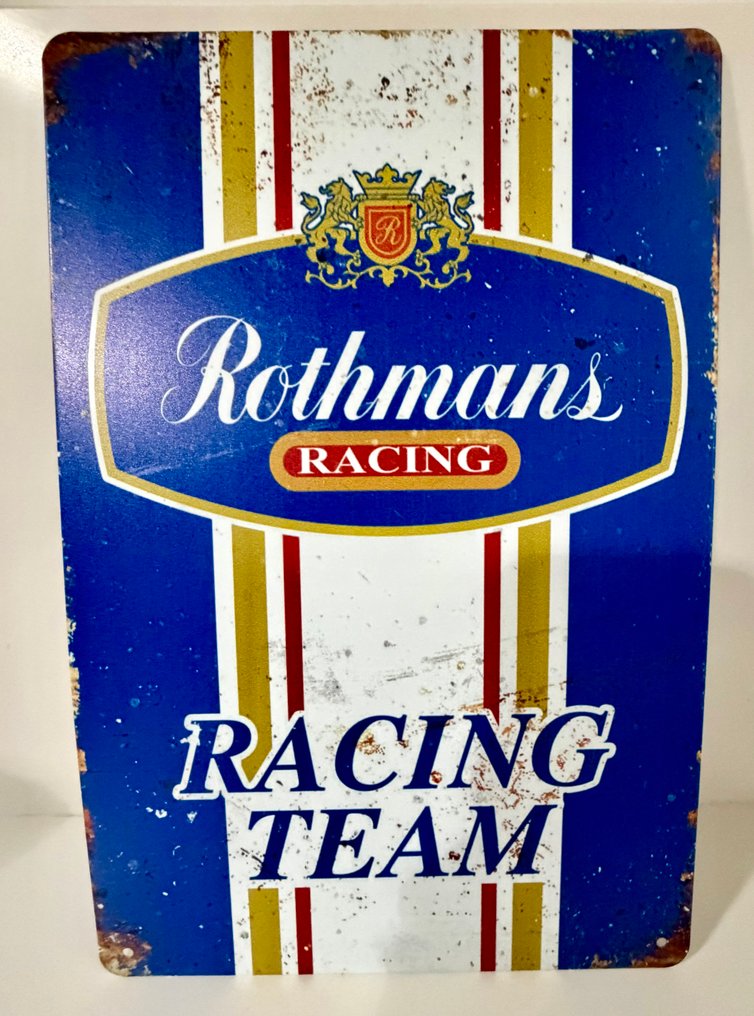 R
Rothmans
RACING
RACING
TEAM